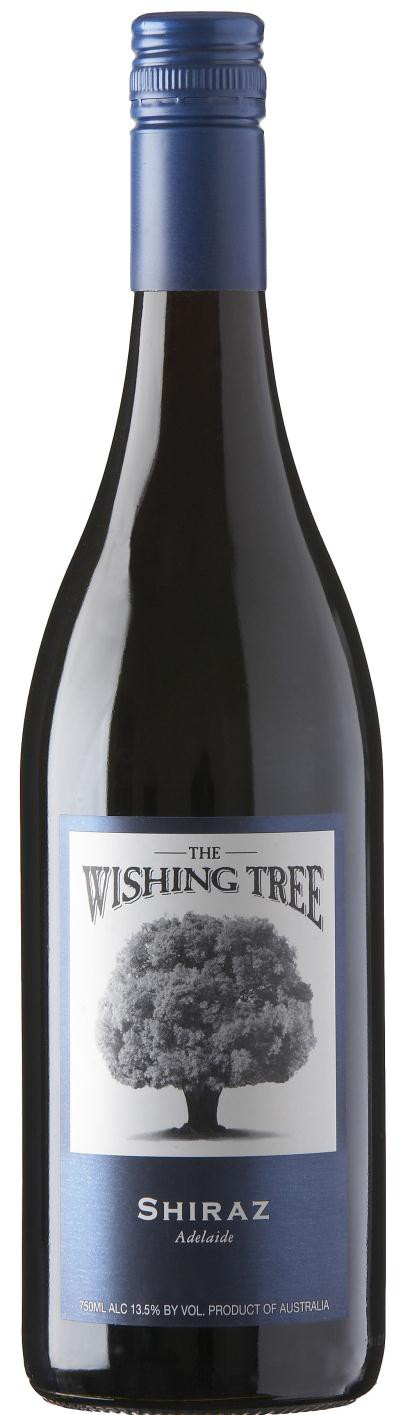 THE
WISHING TREE
SHIRAZ
Adelaide
750ML ALC 13.5% BY VOL. PRODUCT OF AUSTRALIA